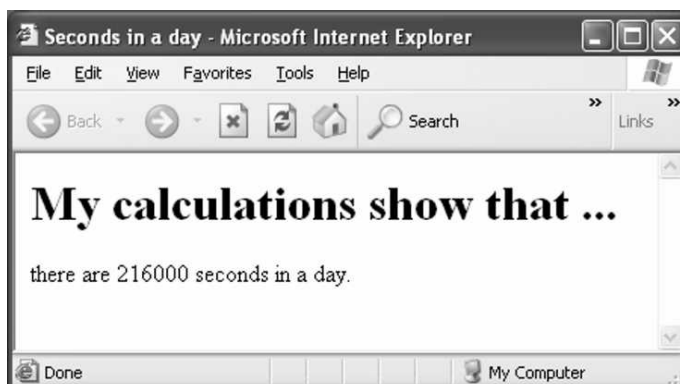 Seconds in a day - Microsoft Internet Explorer
File Edit View Favorites Tools Help
Back Search » Links »
My calculations show that ...
there are 216000 seconds in a day.
Done My Computer